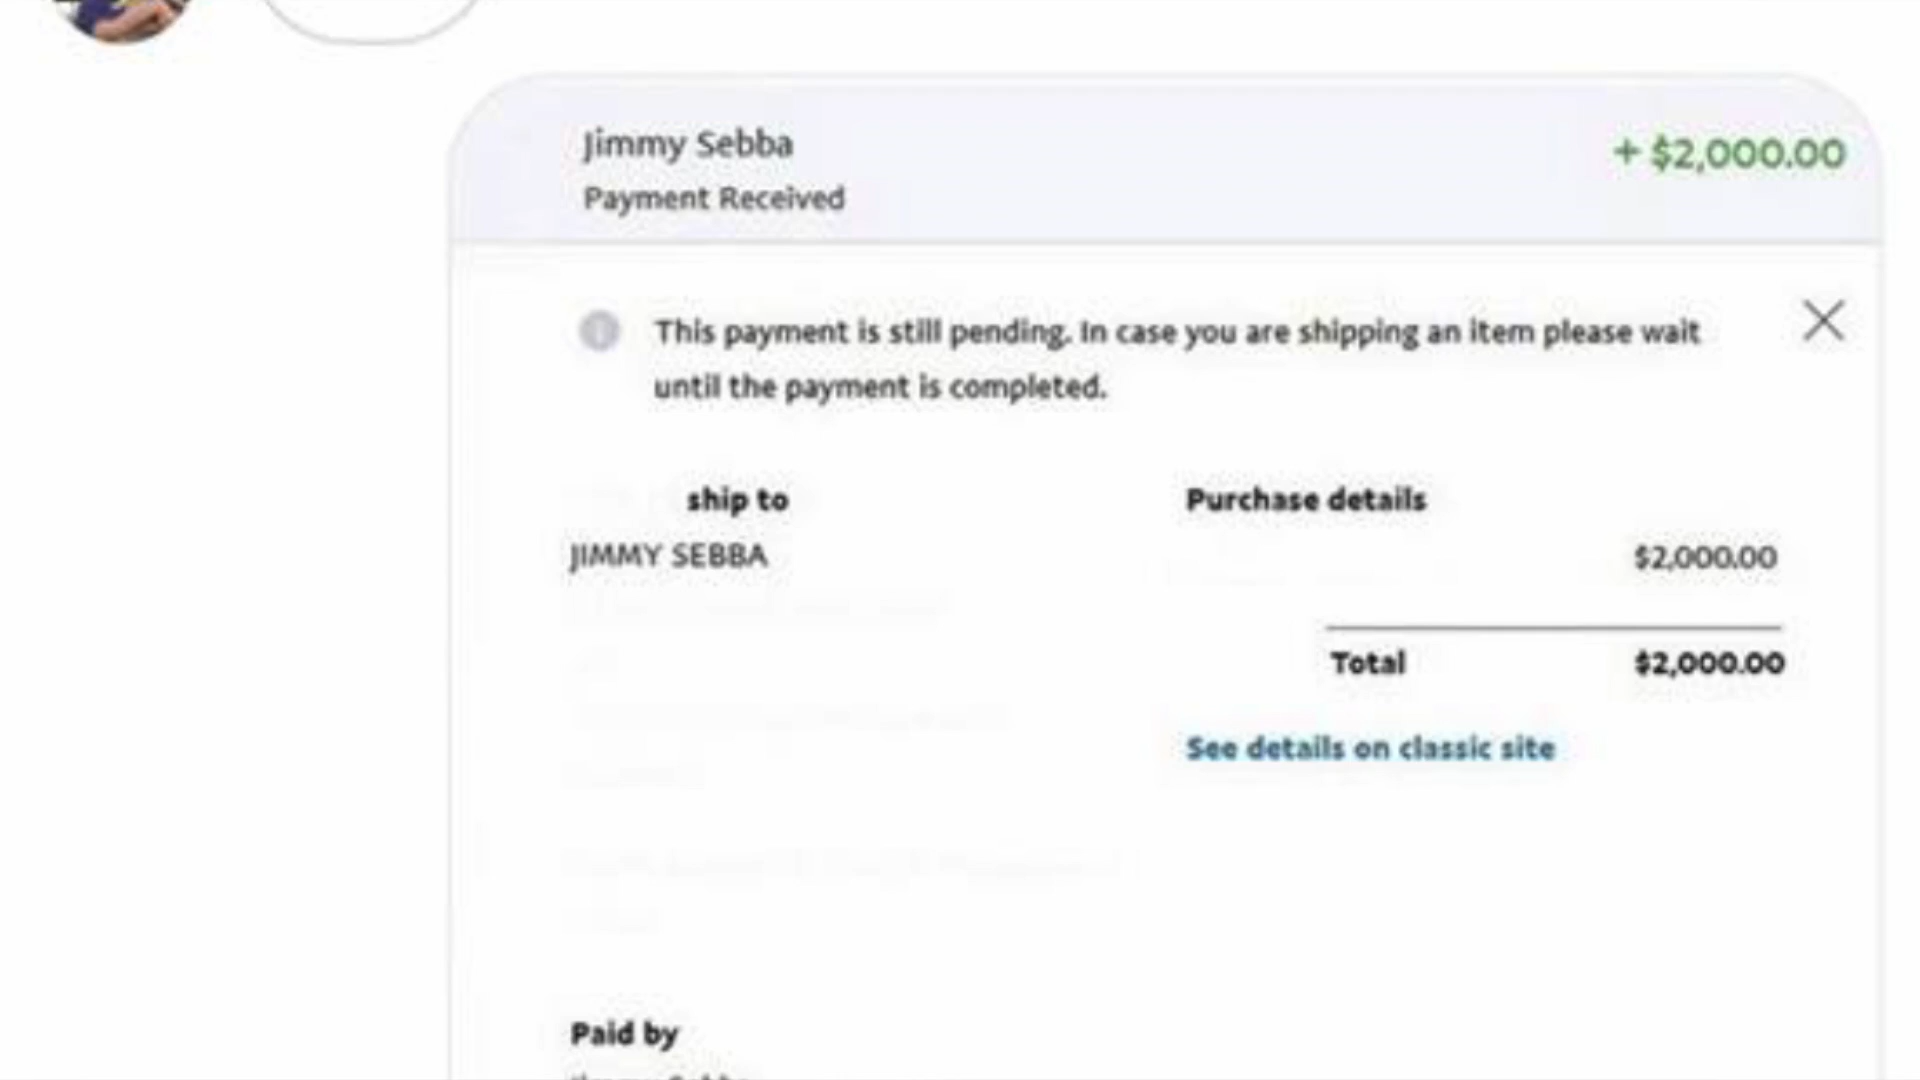 Jimmy Sebba
+ $2,000.00
Payment Received
This payment is still pending. In case you are shipping an item please wait
until the payment is completed.
ship to
Purchase details
JIMMY SEBBA
$2,000.00
Total $2,000.00
See details on classic site
Paid by